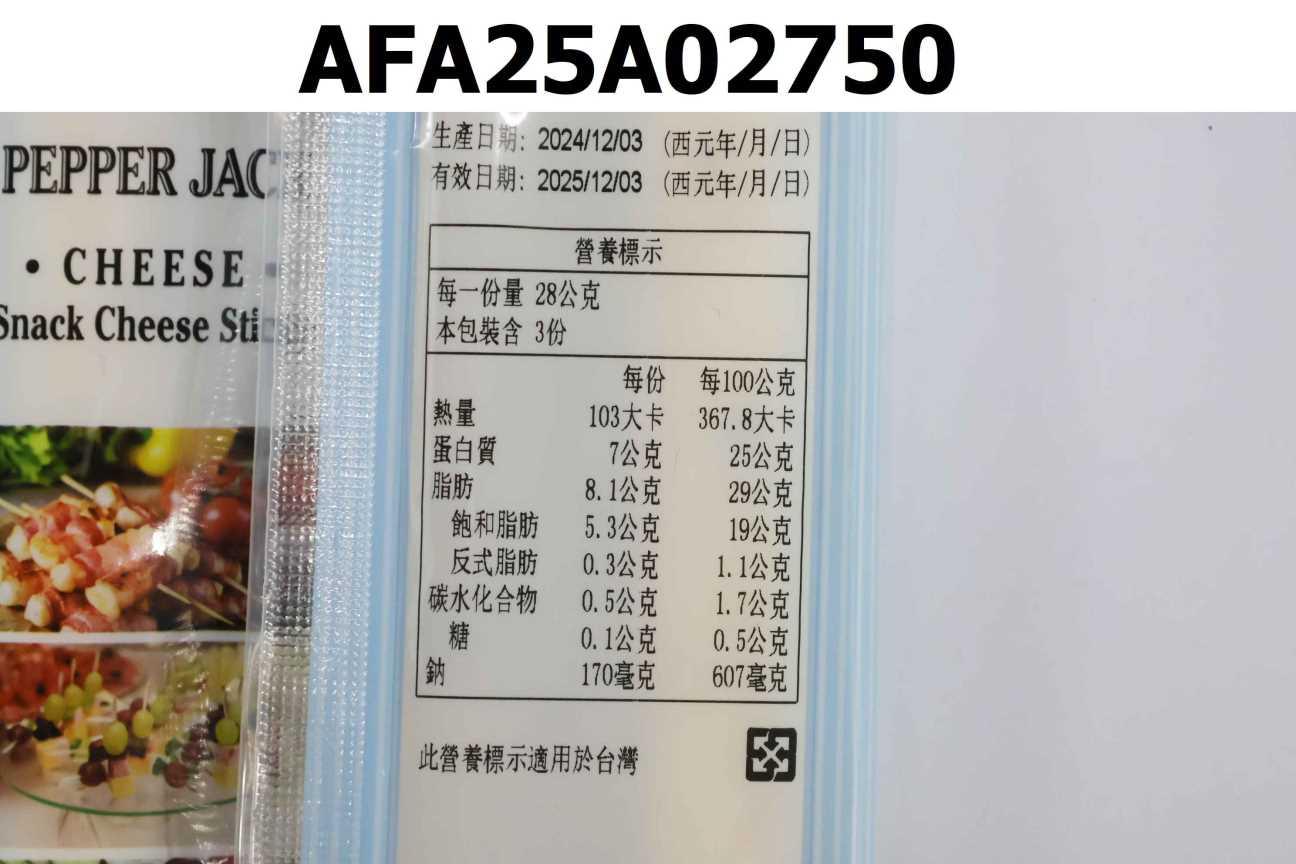 AFA25A02750
PEPPER JAC
• CHEESE
Snack Cheese
生產日期: 2024/12/03 (西元年/月/日)
有效日期: 2025/12/03 (西元年/月/日)
營養標示
每一份量 28公克
本包裝含 3份
每份 每100公克
熱量 103大卡 367.8大卡
蛋白質 7公克 25公克
脂肪 8.1公克 29公克
飽和脂肪 5.3公克 19公克
反式脂肪 0.3公克 1.1公克
碳水化合物 0.5公克 1.7公克
糖 0.1公克 0.5公克
鈉 170毫克 607毫克
此營養標示適用於台灣